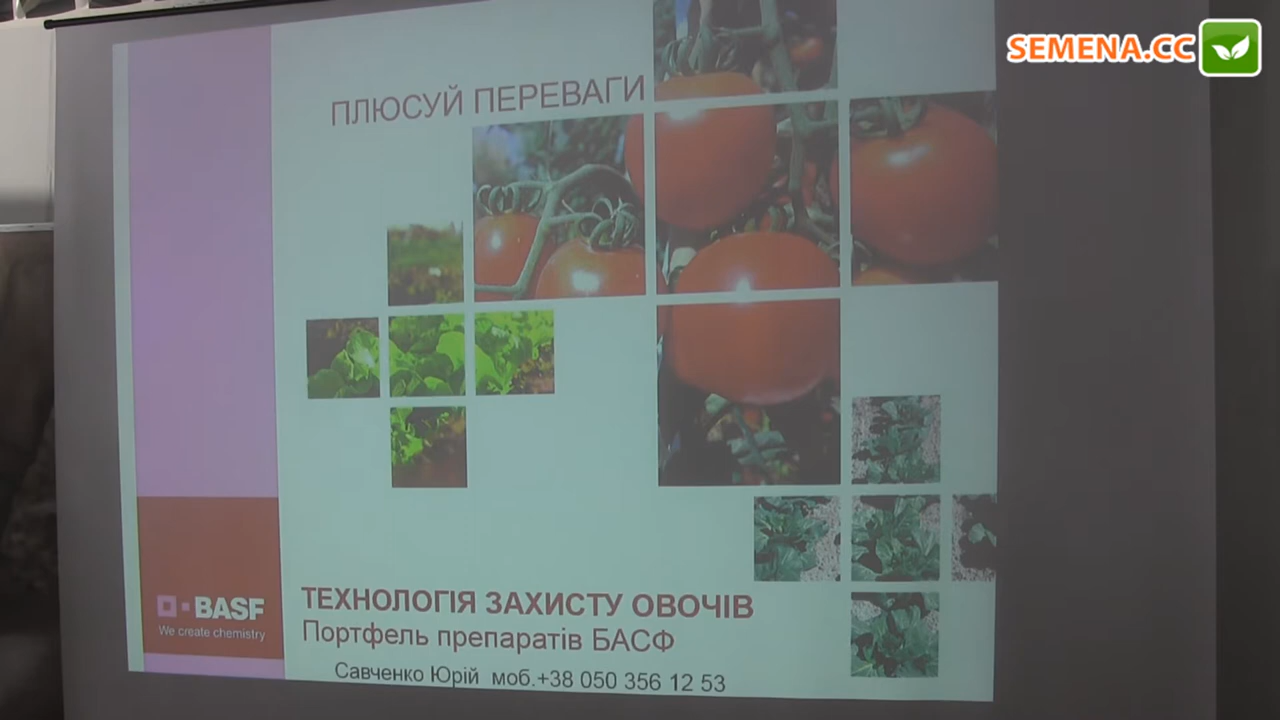 SEMENA.CC
ПЛЮСУЙ ПЕРЕВАГИ
BASF
We create chemistry
ТЕХНОЛОГІЯ ЗАХИСТУ ОВОЧІВ
Портфель препаратів БАСФ
Савченко Юрій моб.+38 050 356 12 53